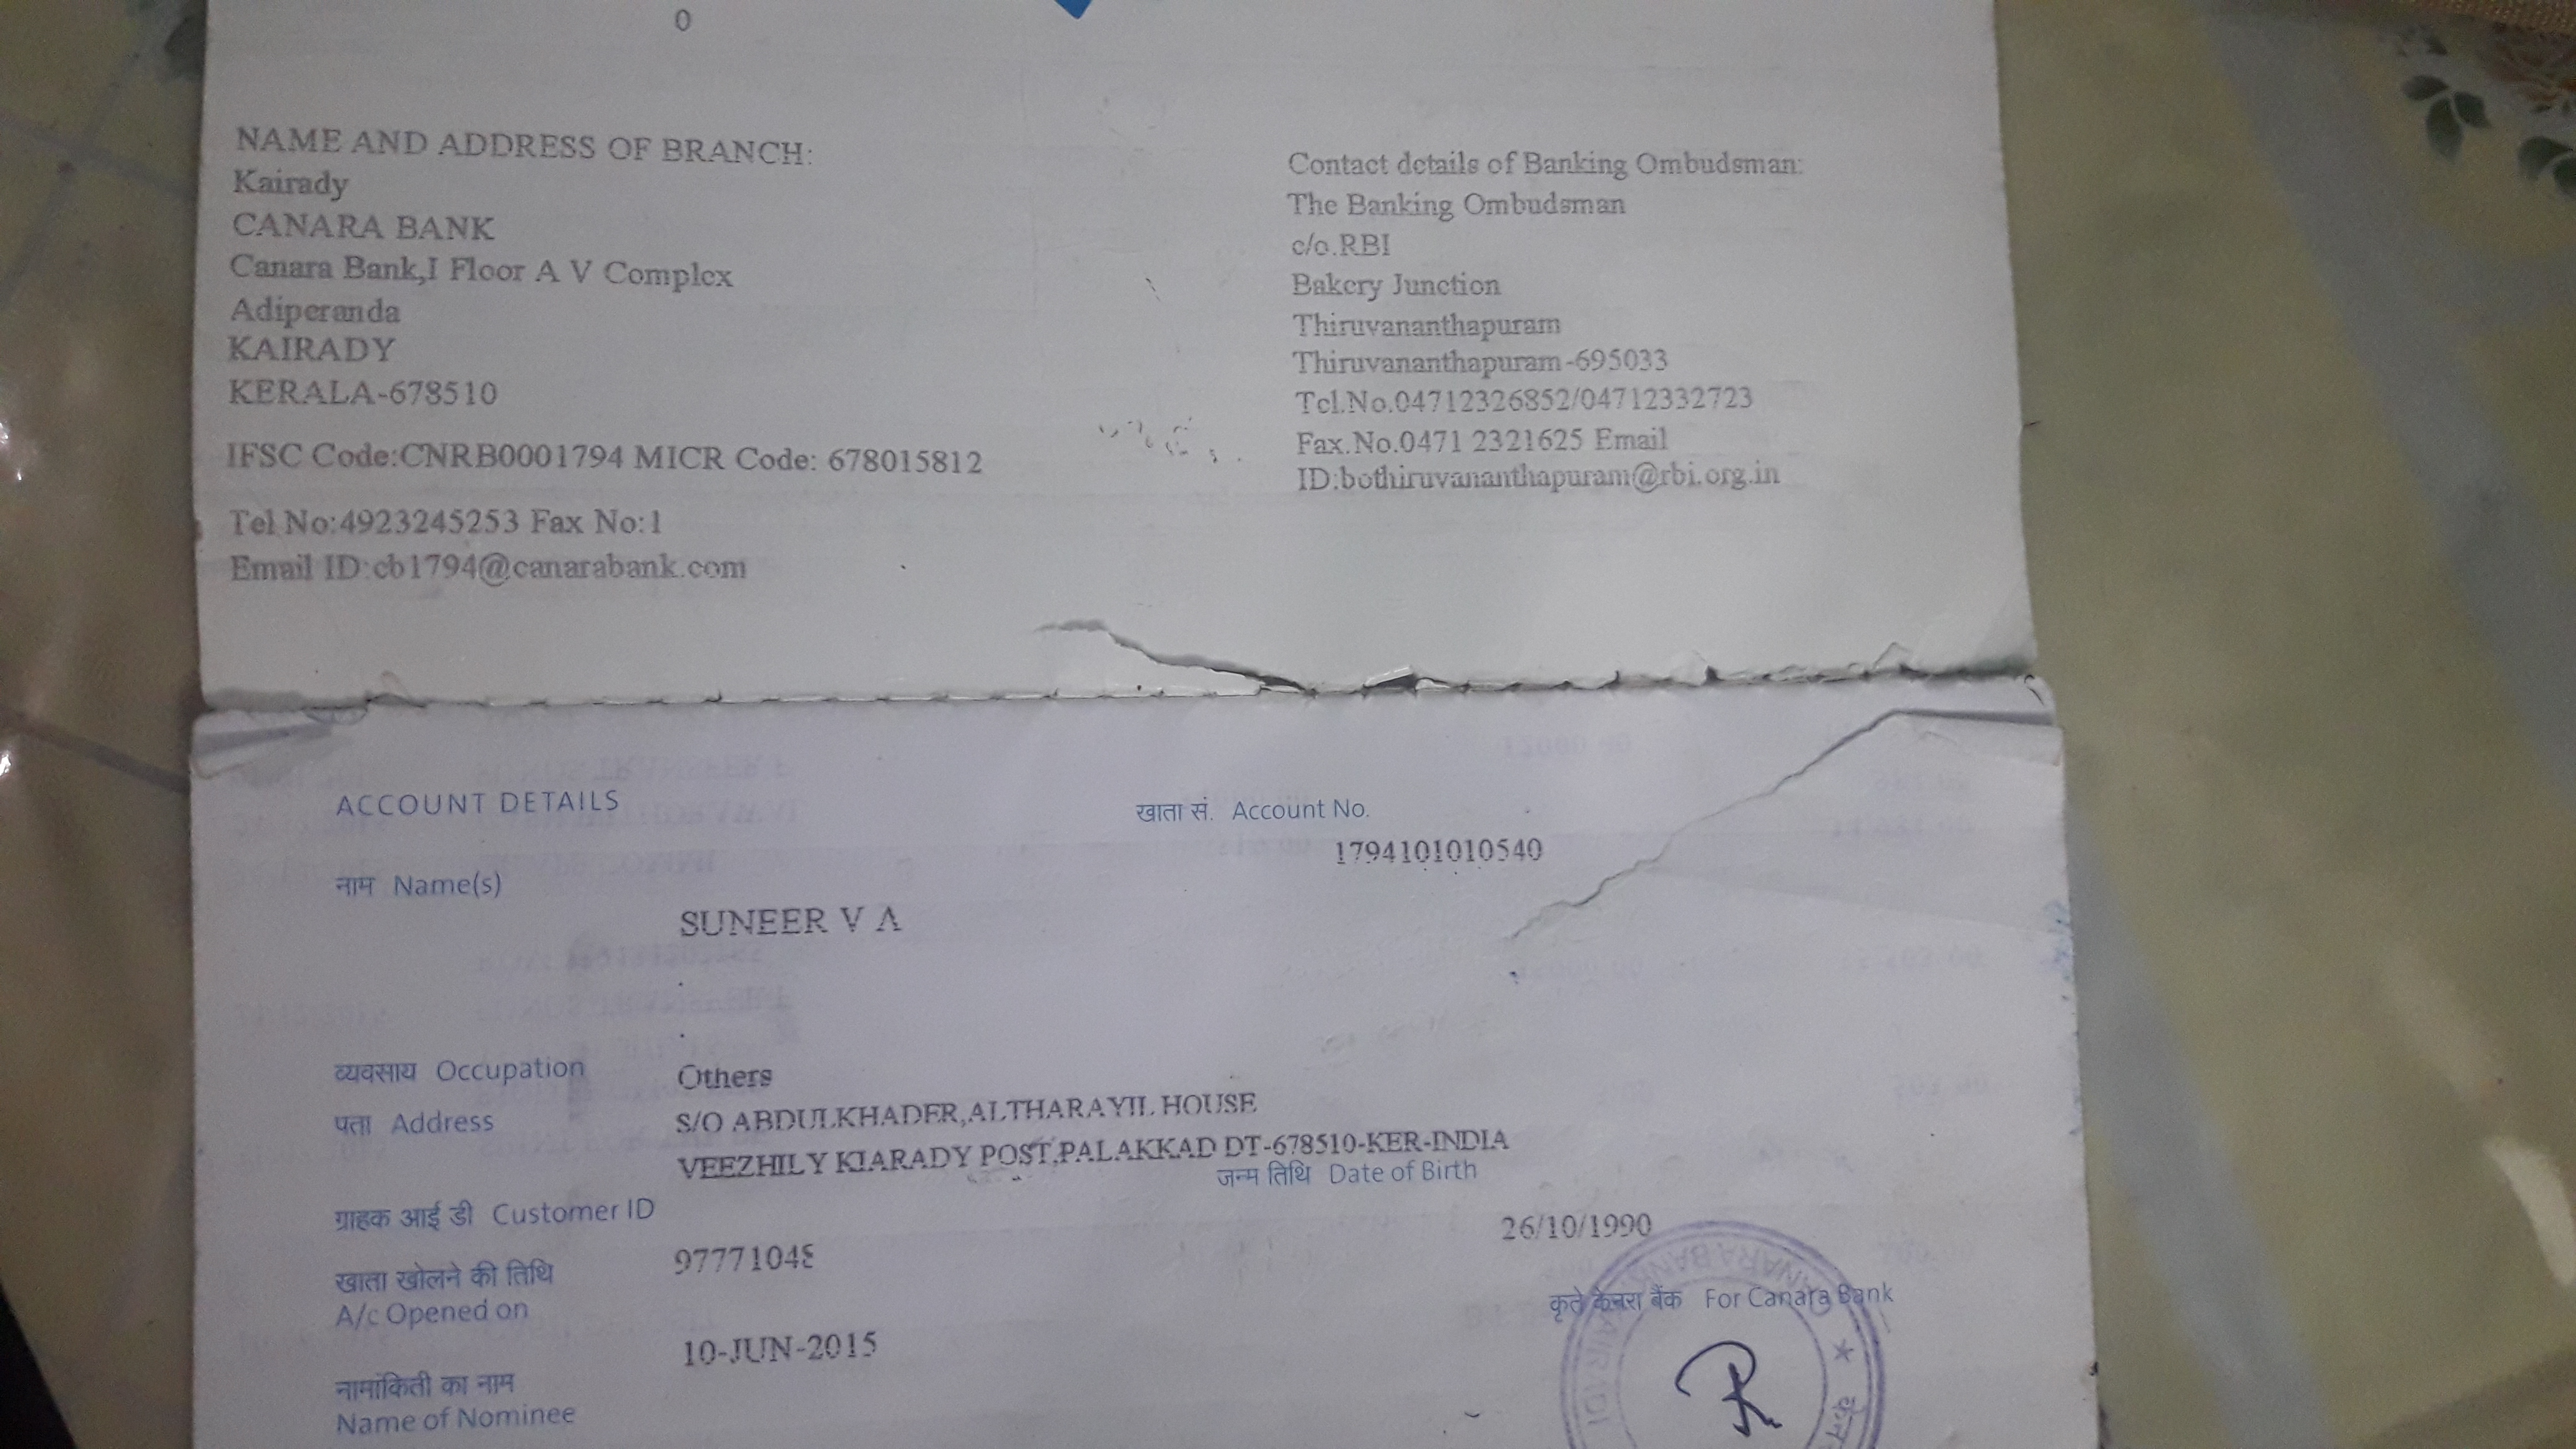 0
NAME AND ADDRESS OF BRANCH:
Kairady
CANARA BANK
Canara Bank,I Floor A V Complex
Adiperanda
KAIRADY
KERALA-678510
IFSC Code:CNRB0001794 MICR Code: 678015812
Tel No:4923245253 Fax No:1
Email ID:cb1794@canarabank.com
Contact details of Banking Ombudsman:
The Banking Ombudsman
c/o.RBI
Bakery Junction
Thiruvananthapuram
Thiruvananthapuram-695033
Tel.No.04712326852/04712332723
Fax.No.0471 2321625 Email
ID:bothiruvananthapuram@rbi.org.in
ACCOUNT DETAILS
खाता सं. Account No.
179410101010540
नाम Name(s)
SUNEER V A
व्यवसाय Occupation Others
पता Address S/O ABDULKHADER,ALTHARAYIL HOUSE
VEEZHILY KIARADY POST,PALAKKAD DT-678510-KER-INDIA
ग्राहक आई डी Customer ID 97771048
जन्म तिथि Date of Birth 26/10/1990
खाता खोलने की तिथि
A/c Opened on 10-JUN-2015
कृते केनरा बैंक For Canara Bank
नामांकिती का नाम
Name of Nominee